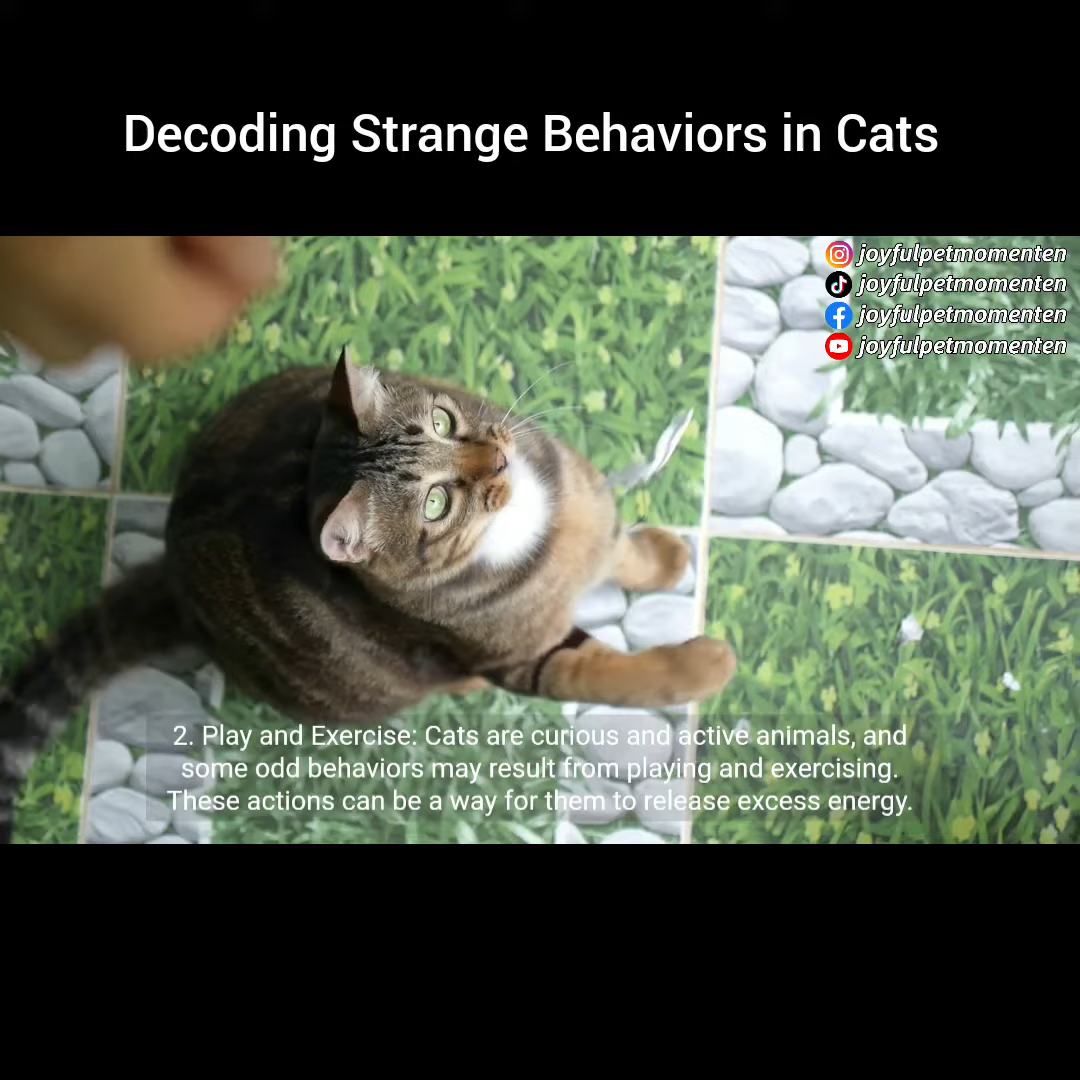 Decoding Strange Behaviors in Cats
joyfulpetmomenten
joyfulpetmomenten
joyfulpetmomenten
joyfulpetmomenten
2. Play and Exercise: Cats are curious and active animals, and
some odd behaviors may result from playing and exercising.
These actions can be a way for them to release excess energy.